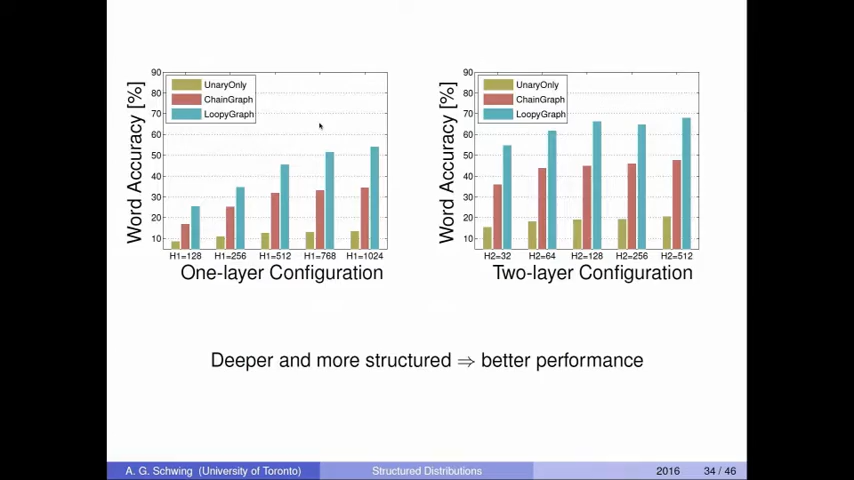 90
80
70
60
50
40
30
20
10
Word Accuracy [%]
UnaryOnly
ChainGraph
LoopyGraph
H1=128 H1=256 H1=512 H1=768 H1=1024
One-layer Configuration
90
80
70
60
50
40
30
20
10
Word Accuracy [%]
UnaryOnly
ChainGraph
LoopyGraph
H2=32 H2=64 H2=128 H2=256 H2=512
Two-layer Configuration
Deeper and more structured ⇒ better performance
A. G. Schwing (University of Toronto) Structured Distributions 2016 34 / 46